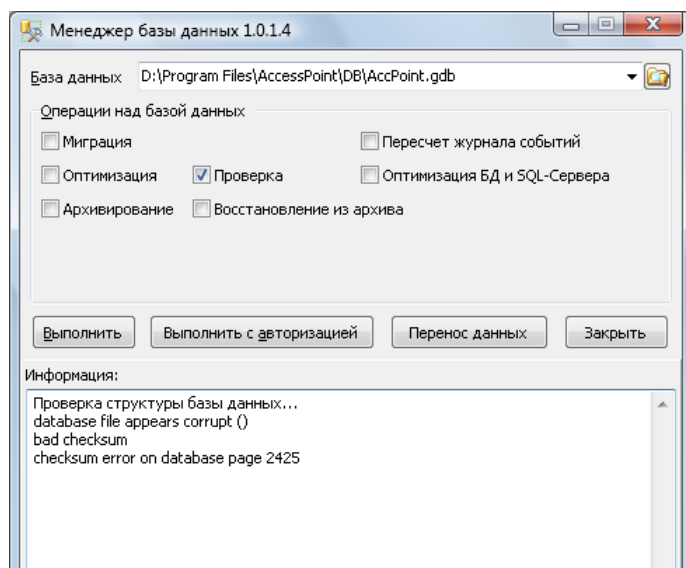 Менеджер базы данных 1.0.1.4
База данных D:\Program Files\AccessPoint\DB\AccPoint.gdb
Операции над базой данных
Миграция Пересчет журнала событий
Оптимизация Проверка Оптимизация БД и SQL-Сервера
Архивирование Восстановление из архива
Выполнить Выполнить с авторизацией Перенос данных Закрыть
Информация:
Проверка структуры базы данных...
database file appears corrupt ()
bad checksum
checksum error on database page 2425